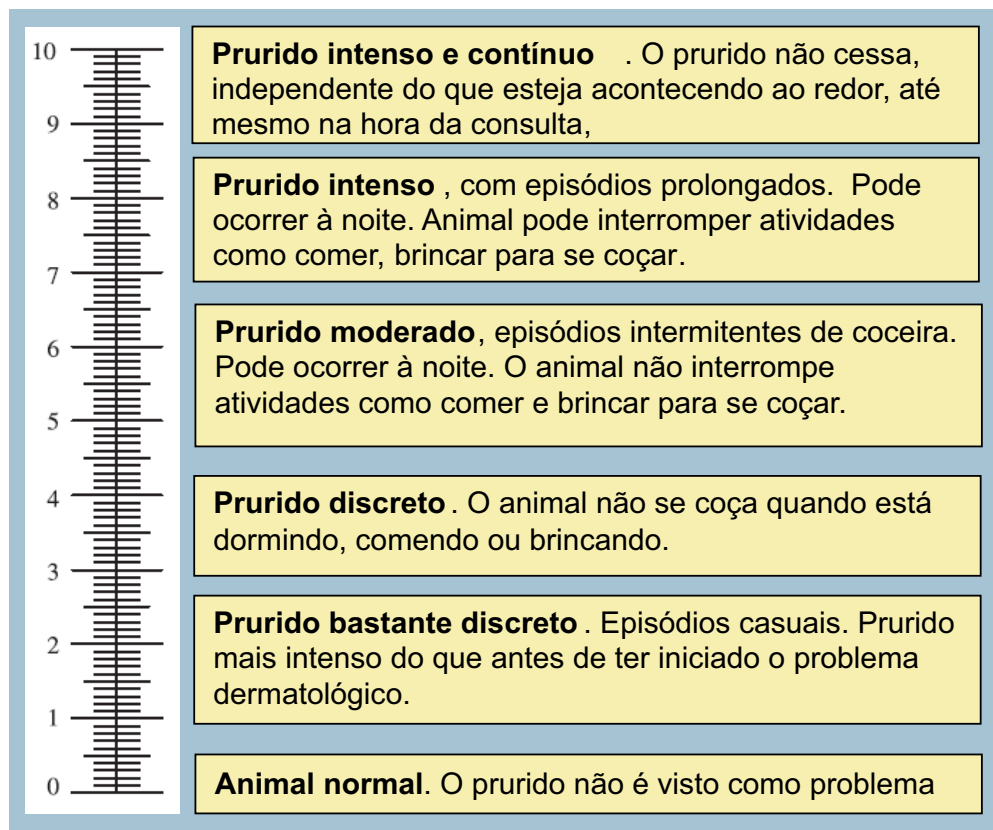 10
9
8
7
6
5
4
3
2
1
0
Prurido intenso e contínuo . O prurido não cessa,
independente do que esteja acontecendo ao redor, até
mesmo na hora da consulta,
Prurido intenso , com episódios prolongados. Pode
ocorrer à noite. Animal pode interromper atividades
como comer, brincar para se coçar.
Prurido moderado, episódios intermitentes de coceira.
Pode ocorrer à noite. O animal não interrompe
atividades como comer e brincar para se coçar.
Prurido discreto . O animal não se coça quando está
dormindo, comendo ou brincando.
Prurido bastante discreto . Episódios casuais. Prurido
mais intenso do que antes de ter iniciado o problema
dermatológico.
Animal normal. O prurido não é visto como problema